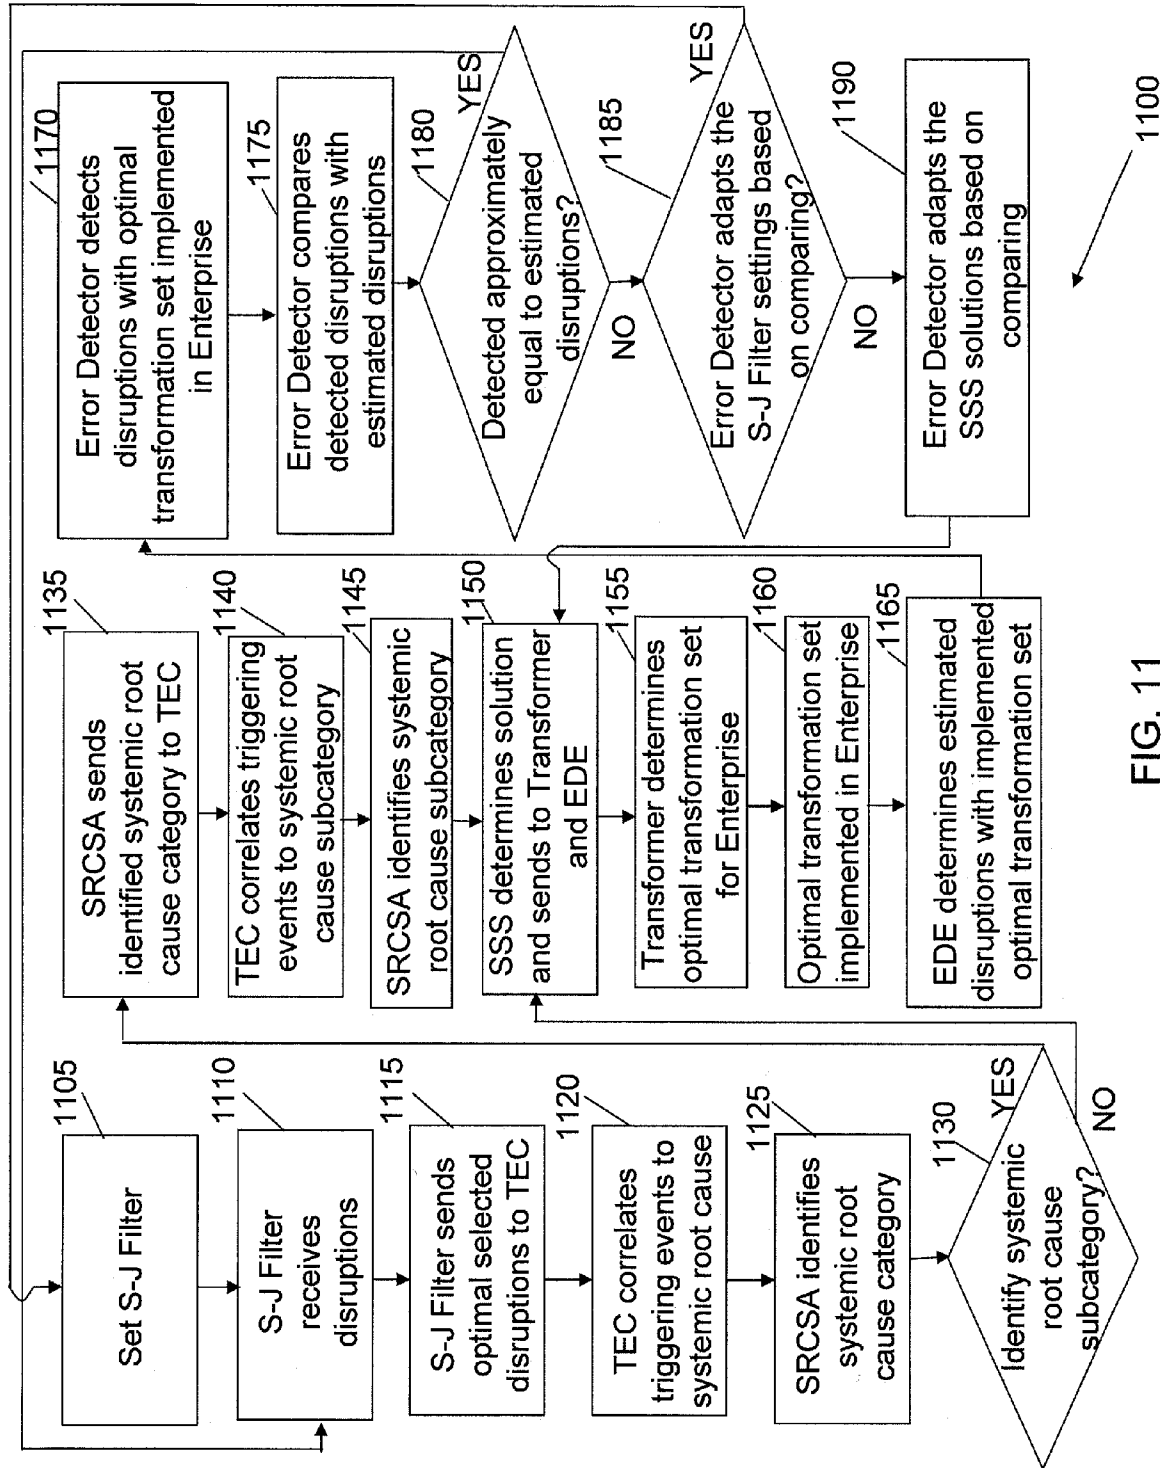 1105
Set S-J Filter
1110
S-J Filter
receives
disruptions
1115
S-J Filter sends
optimal selected
disruptions to TEC
1120
TEC correlates
triggering events to
systemic root cause
1125
SRCSA identifies
systemic root
cause category
1130
Identify systemic
root cause
subcategory?
YES
NO
1135
SRCSA sends
identified systemic root
cause category to TEC
1140
TEC correlates triggering
events to systemic root
cause subcategory
1145
SRCSA identifies systemic
root cause subcategory
1150
SSS determines solution
and sends to Transformer
and EDE
1155
Transformer determines
optimal transformation set
for Enterprise
1160
Optimal transformation set
implemented in Enterprise
1165
EDE determines estimated
disruptions with implemented
optimal transformation set
1170
Error Detector detects
disruptions with optimal
transformation set implemented
in Enterprise
1175
Error Detector compares
detected disruptions with
estimated disruptions
1180
YES
Detected approximately
equal to estimated
disruptions?
NO
1185
YES
Error Detector adapts the
S-J Filter settings based
on comparing?
NO
1190
Error Detector adapts the
SSS solutions based on
comparing
1100
FIG. 11